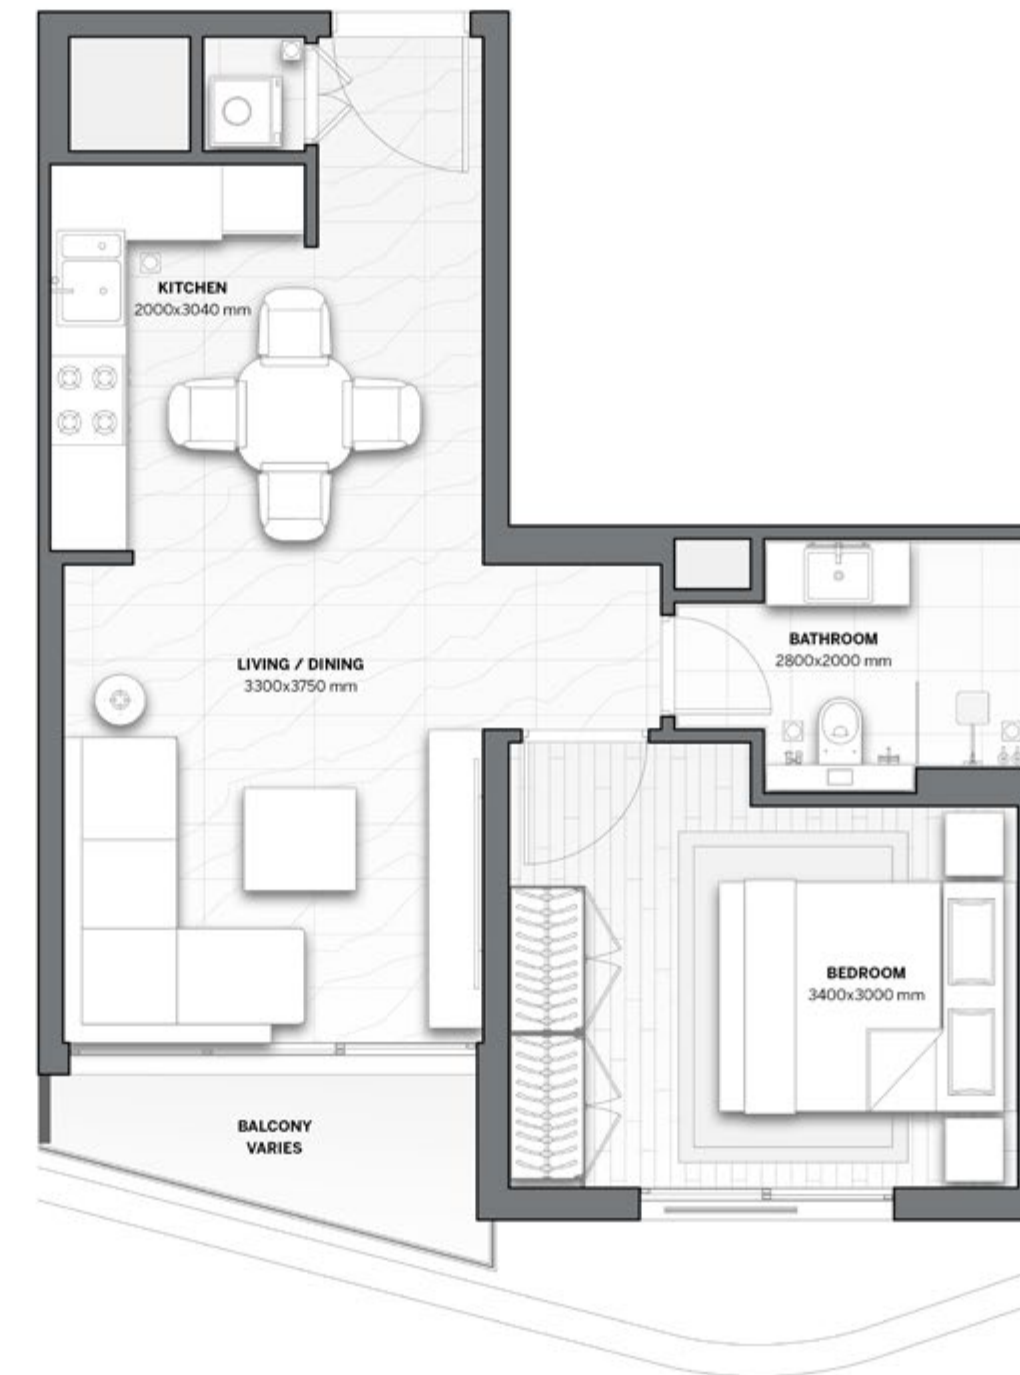 KITCHEN
2000x3040 mm
LIVING / DINING
3300x3750 mm
BATHROOM
2800x2000 mm
BEDROOM
3400x3000 mm
BALCONY
VARIES